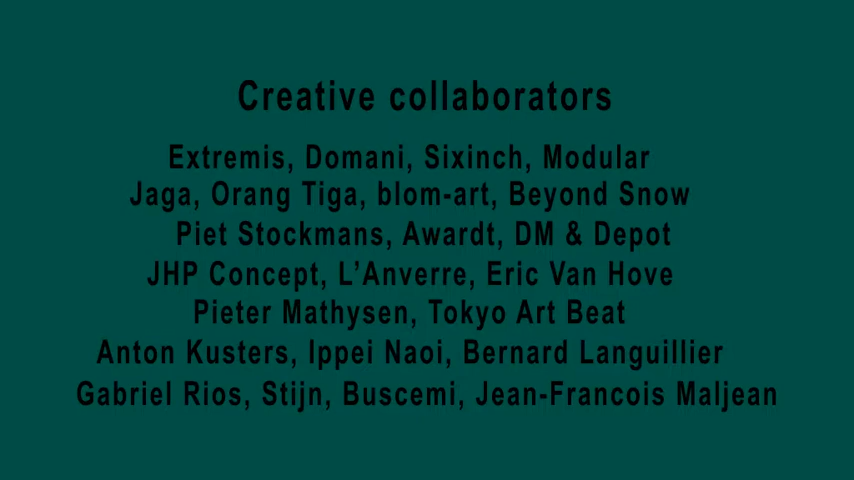 Creative collaborators
Extremis, Domani, Sixinch, Modular
Jaga, Orang Tiga, blom-art, Beyond Snow
Piet Stockmans, Awardt, DM & Depot
JHP Concept, L’Anverre, Eric Van Hove
Pieter Mathysen, Tokyo Art Beat
Anton Kusters, Ippei Naoi, Bernard Languillier
Gabriel Rios, Stijn, Buscemi, Jean-Francois Maljean